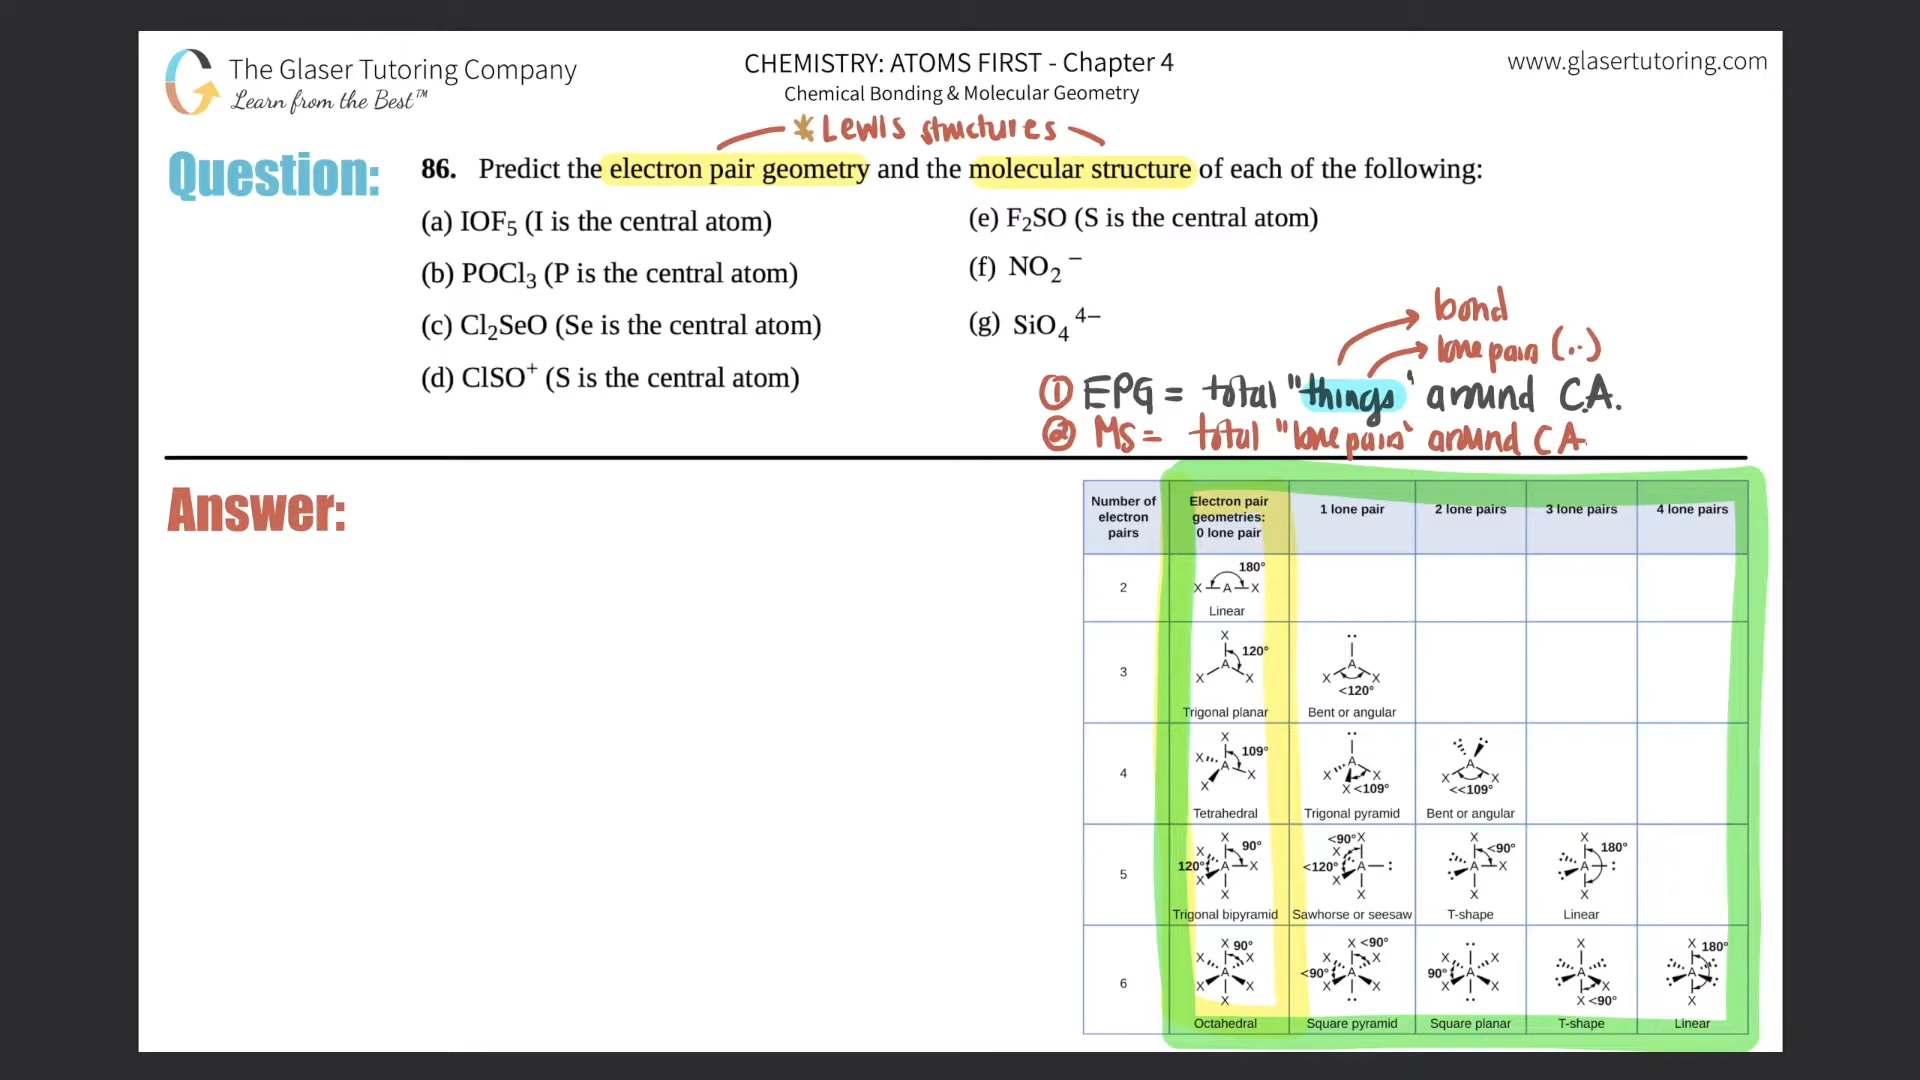 The Glaser Tutoring Company
Learn from the Best™
CHEMISTRY: ATOMS FIRST - Chapter 4
Chemical Bonding & Molecular Geometry
www.glasertutoring.com
* Lewis structures
Question:
86. Predict the electron pair geometry and the molecular structure of each of the following:
(a) IOF5 (I is the central atom)
(b) POCl3 (P is the central atom)
(c) Cl2SeO (Se is the central atom)
(d) ClSO+ (S is the central atom)
(e) F2SO (S is the central atom)
(f) NO2 −
(g) SiO4 4−
bond
lone pair (··)
① EPG = total "things" around C.A.
② MS = total "lone pairs" around CA.
Answer:
Number of electron pairs
Electron pair geometries: 0 lone pair
1 lone pair
2 lone pairs
3 lone pairs
4 lone pairs
2
180°
X A X
Linear
3
X
120°
A
X X
Trigonal planar
··
A
X X
<120°
Bent or angular
4
X
109°
X A
X X
Tetrahedral
··
A
X X
X <109°
Trigonal pyramid
A
X X
<<109°
Bent or angular
5
X 90°
X
120° A X
X
X
Trigonal bipyramid
<90° X
X
<120° A :
X
X
Sawhorse or seesaw
X
<90°
A X
X
T-shape
X
180°
A :
X
Linear
6
X 90°
X X
A
X X
X
Octahedral
X <90°
X X
<90° A
X X
··
Square pyramid
··
X X
90° A
X X
··
Square planar
X
A
X
X <90°
T-shape
X 180°
A
X
Linear